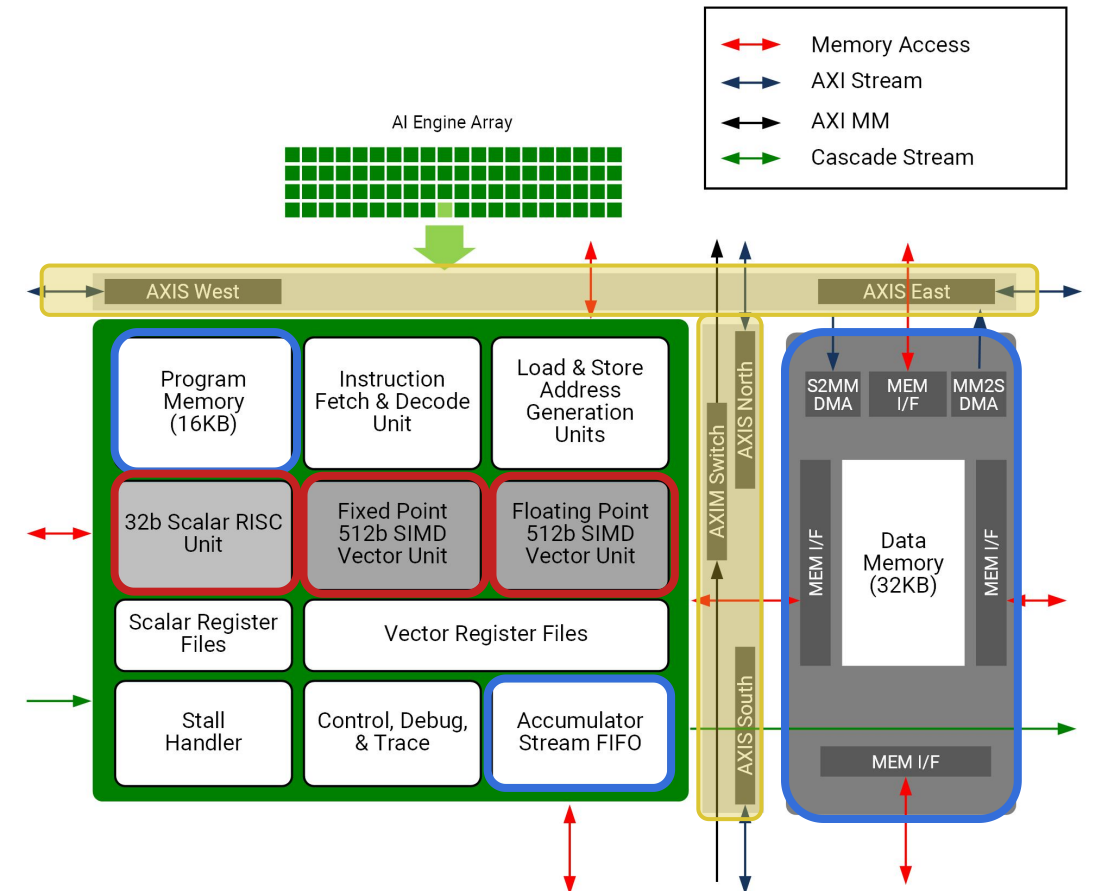 Memory Access
AXI Stream
AXI MM
Cascade Stream
AI Engine Array
AXIS West
AXIS East
Program
Memory
(16KB)
Instruction
Fetch & Decode
Unit
Load & Store
Address
Generation
Units
32b Scalar RISC
Unit
Fixed Point
512b SIMD
Vector Unit
Floating Point
512b SIMD
Vector Unit
Scalar Register
Files
Vector Register Files
Stall
Handler
Control, Debug,
& Trace
Accumulator
Stream FIFO
AXIM Switch
AXIS North
AXIS South
S2MM
DMA
MEM
I/F
MM2S
DMA
MEM I/F
Data
Memory
(32KB)
MEM I/F
MEM I/F